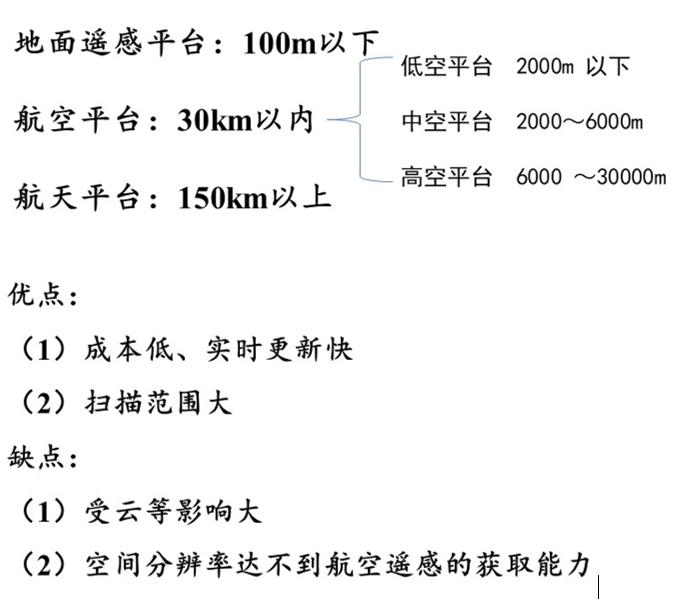 地面遥感平台：100m以下
航空平台：30km以内
低空平台 2000m 以下
中空平台 2000～6000m
高空平台 6000 ～30000m
航天平台：150km以上
优点：
（1）成本低、实时更新快
（2）扫描范围大
缺点：
（1）受云等影响大
（2）空间分辨率达不到航空遥感的获取能力